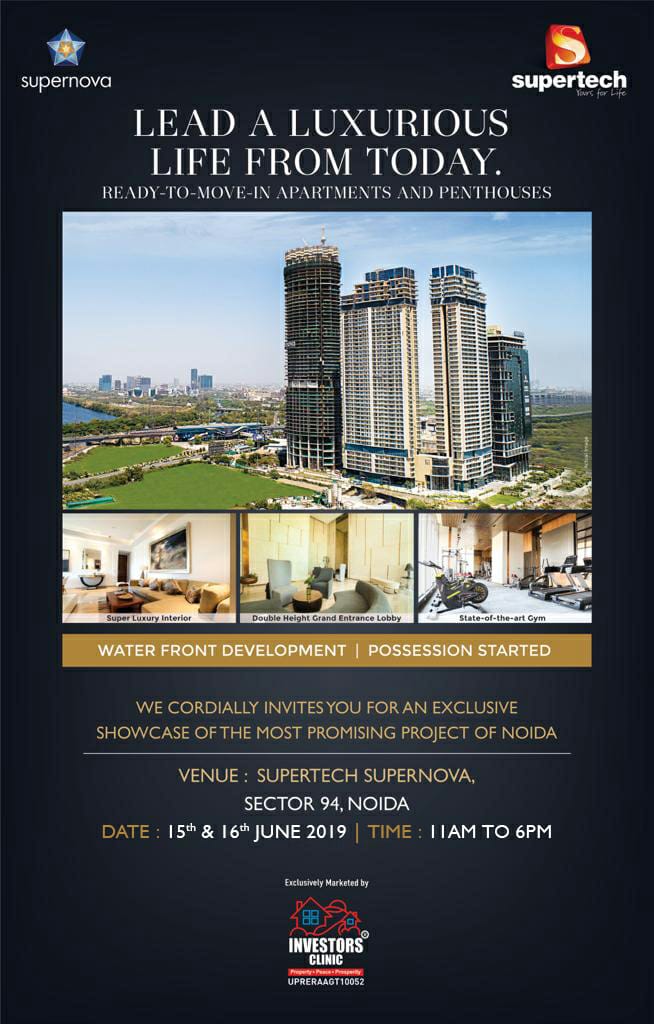 supernova
supertech
Yours for Life
LEAD A LUXURIOUS
LIFE FROM TODAY.
READY-TO-MOVE-IN APARTMENTS AND PENTHOUSES
Actual Image
Super Luxury Interior
Double Height Grand Entrance Lobby
State-of-the-art Gym
WATER FRONT DEVELOPMENT | POSSESSION STARTED
WE CORDIALLY INVITES YOU FOR AN EXCLUSIVE
SHOWCASE OF THE MOST PROMISING PROJECT OF NOIDA
VENUE : SUPERTECH SUPERNOVA,
SECTOR 94, NOIDA
DATE : 15th & 16th JUNE 2019 | TIME : 11AM TO 6PM
Exclusively Marketed by
INVESTORS®
CLINIC
Property • Peace • Prosperity
UPRERAAGT10052